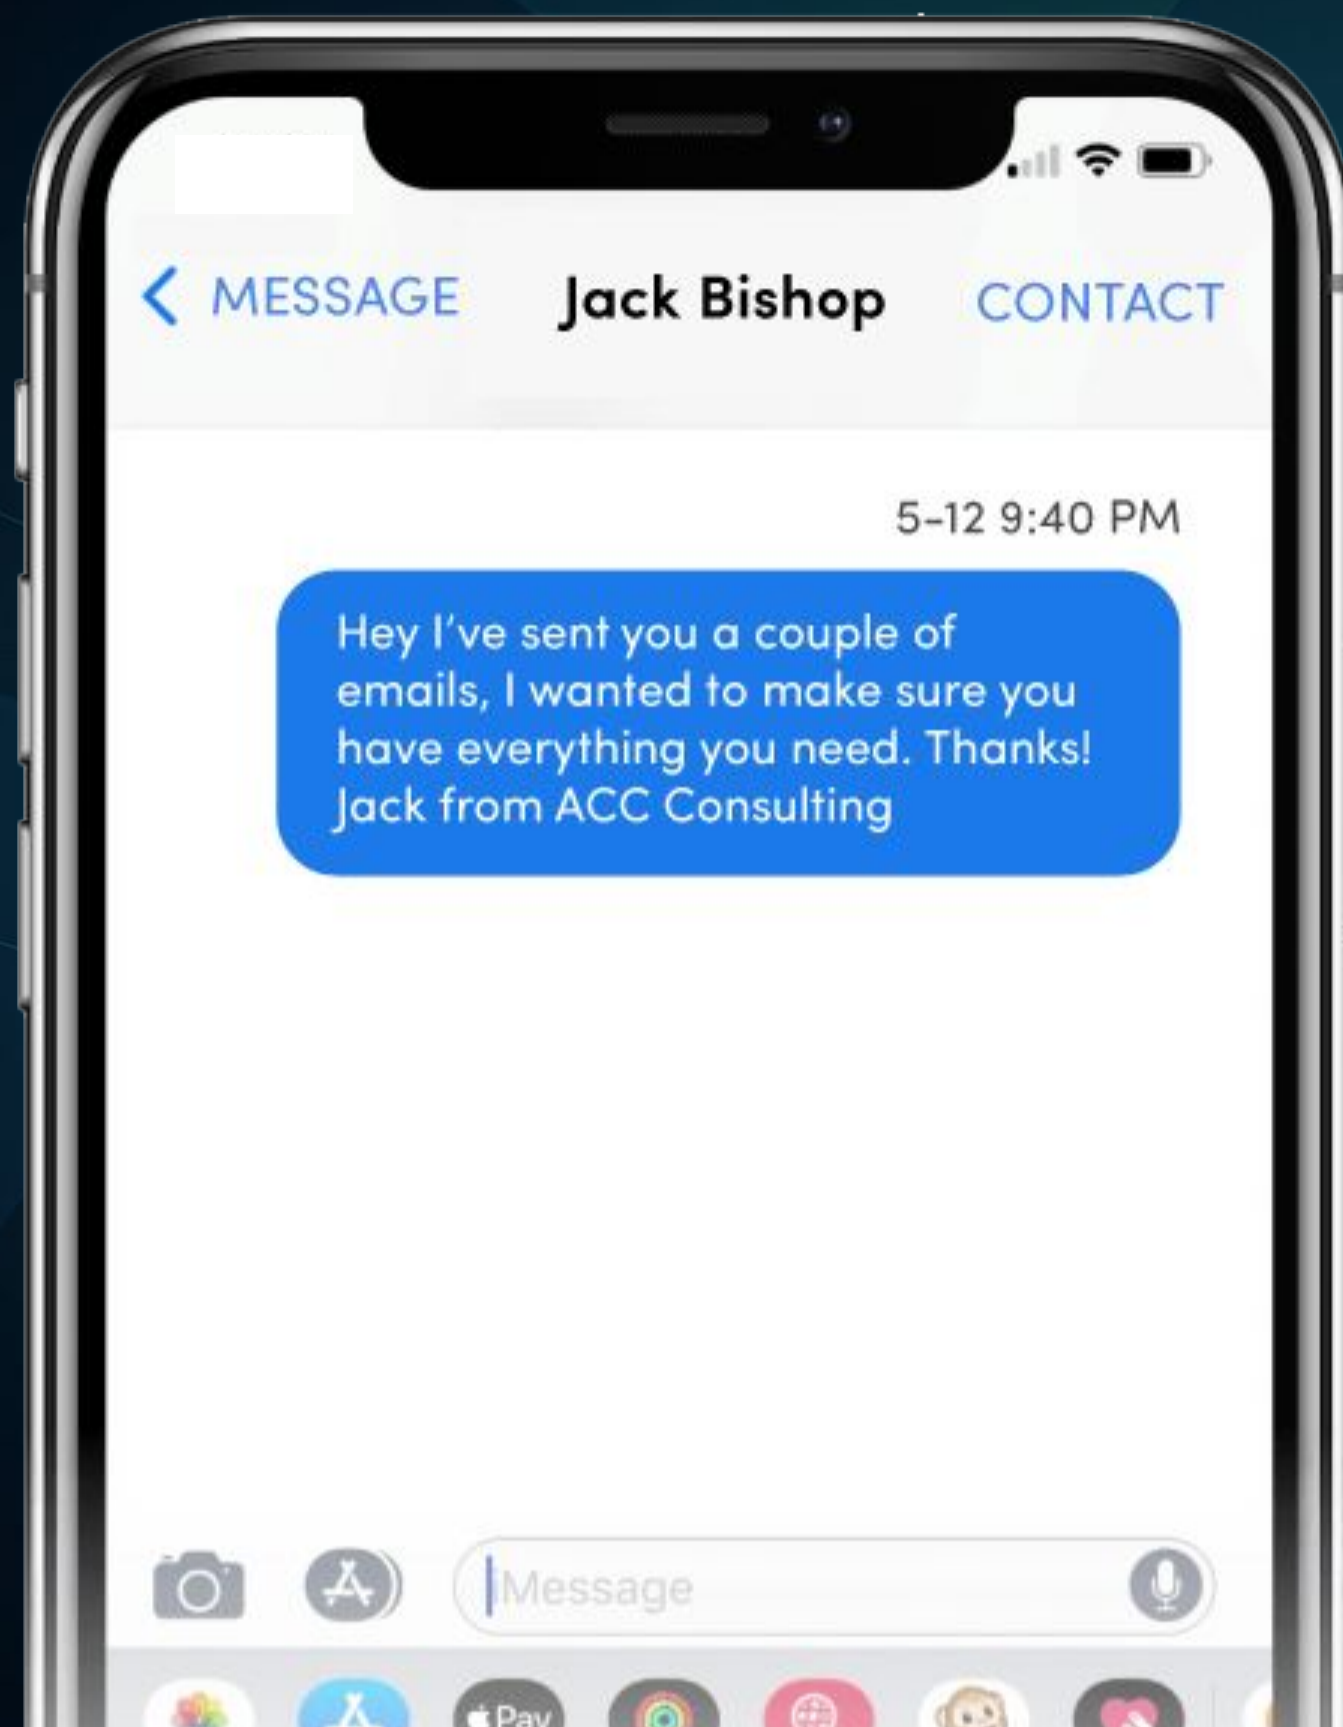 MESSAGE Jack Bishop CONTACT
5-12 9:40 PM
Hey I've sent you a couple of
emails, I wanted to make sure you
have everything you need. Thanks!
Jack from ACC Consulting
iMessage
Pay